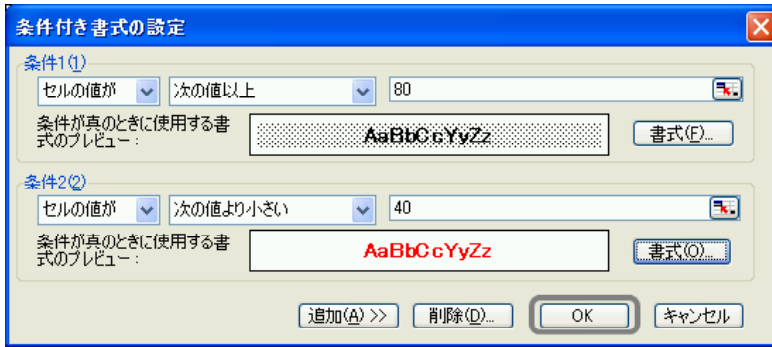 条件付き書式の設定
条件1(1)
セルの値が 次の値以上 80
条件が真のときに使用する書
式のプレビュー： AaBbCcYyZz 書式(F)...
条件2(2)
セルの値が 次の値より小さい 40
条件が真のときに使用する書
式のプレビュー： AaBbCcYyZz 書式(O)...
追加(A) >> 削除(D)... OK キャンセル